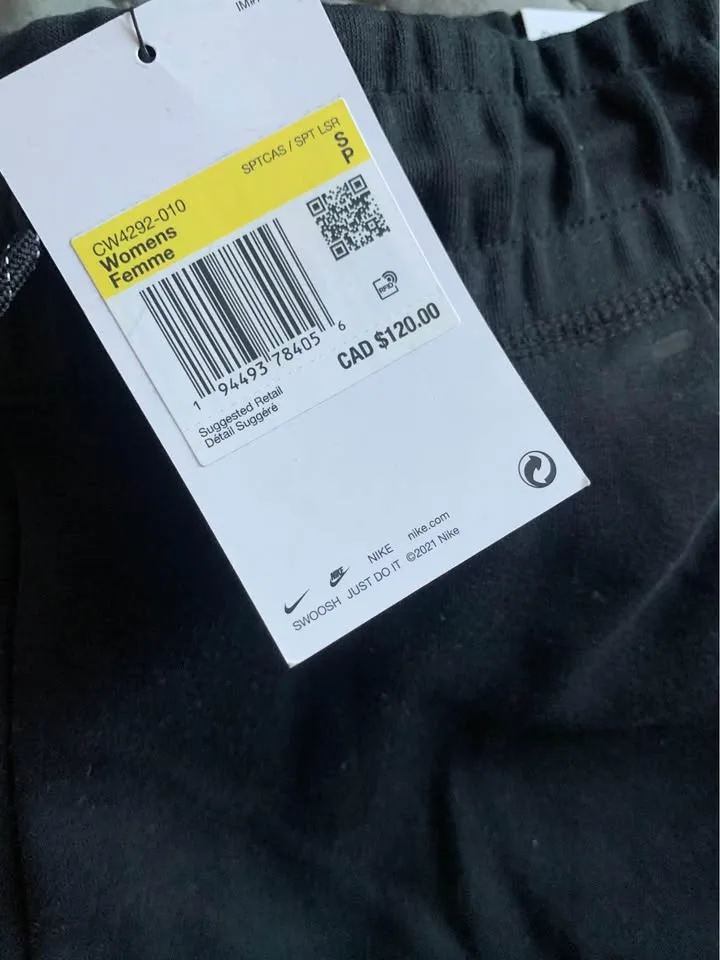 SPTCAS / SPT LSR
S
P
CW4292-010
Womens
Femme
RFID
1 94493 78405 6
CAD $120.00
Suggested Retail
Détail Suggéré
NIKE nike.com
SWOOSH JUST DO IT ©2021 Nike